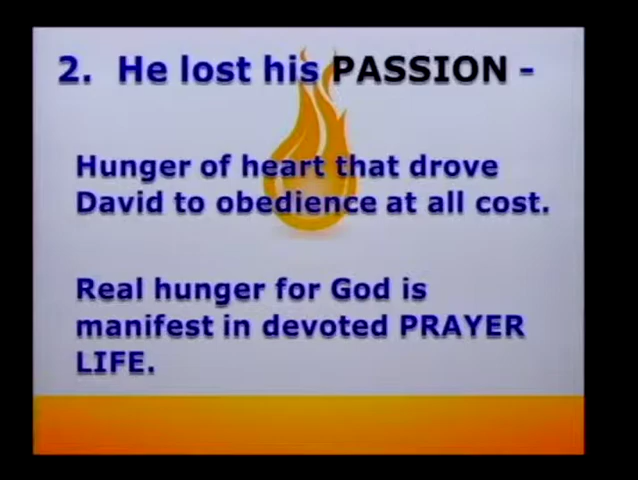 2. He lost his PASSION -
Hunger of heart that drove
David to obedience at all cost.
Real hunger for God is
manifest in devoted PRAYER
LIFE.